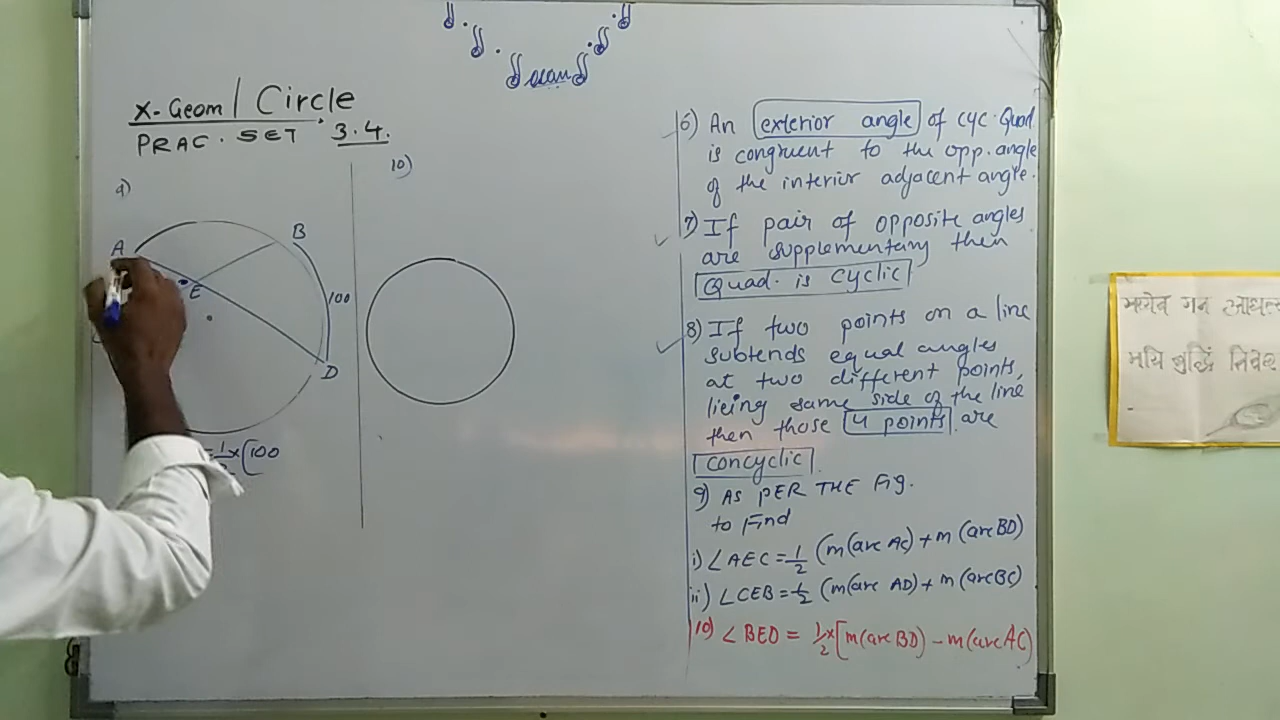 X-Geom | Circle
PRAC. SET 3.4.
9)
A
B
E
100
D
= 1/2 x [100
10)
6) An exterior angle of cyc. Quad
is congruent to the opp. angle
of the interior adjacent angle.
7) If pair of opposite angles
are supplementary then
Quad. is cyclic
8) If two points on a line
subtends equal angles
at two different points,
lieing same side of the line
then those 4 points are
concyclic.
9) AS PER THE Fig.
to Find
i) ∠AEC = 1/2 (m(arc AC) + m(arc BD)
ii) ∠CEB = 1/2 (m(arc AD) + m(arc BC)
10) ∠BED = 1/2 x [m(arc BD) – m(arc AC)